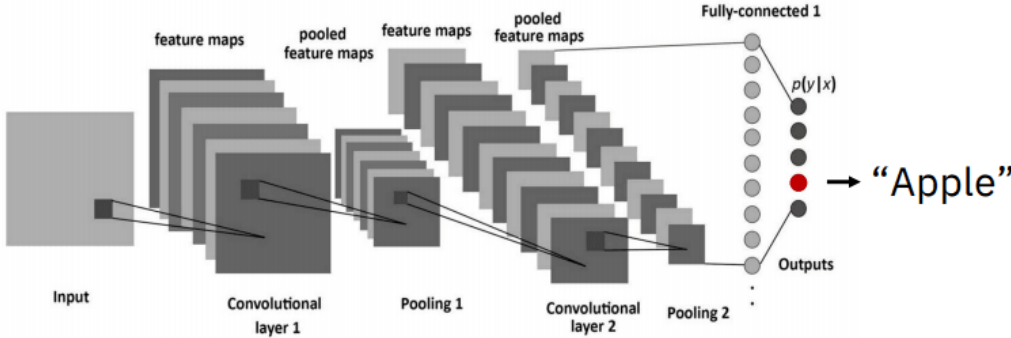 Fully-connected 1
feature maps
pooled
feature maps
feature maps
pooled
feature maps
p(y|x)
“Apple”
Outputs
Input
Convolutional
layer 1
Pooling 1
Convolutional
layer 2
Pooling 2